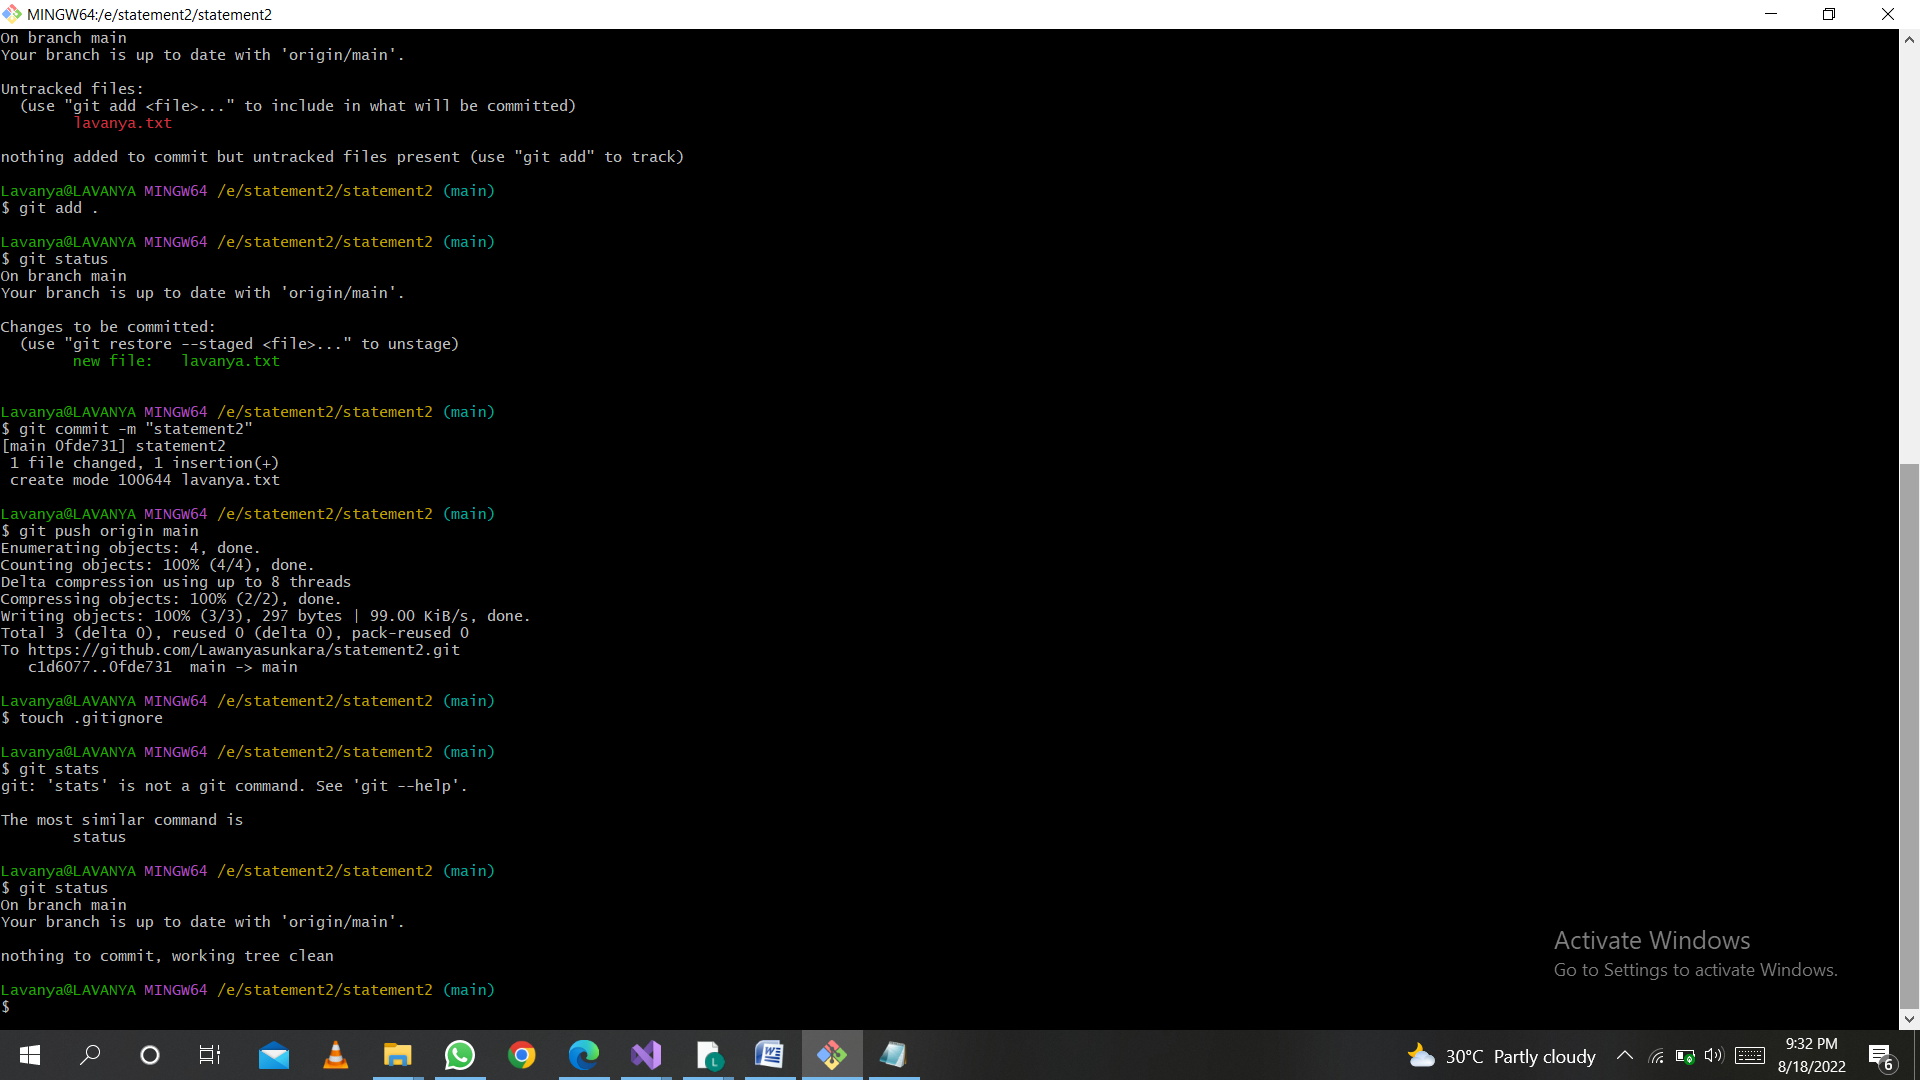 MINGW64:/e/statement2/statement2
On branch main
Your branch is up to date with 'origin/main'.
Untracked files:
  (use "git add <file>..." to include in what will be committed)
        lavanya.txt
nothing added to commit but untracked files present (use "git add" to track)
Lavanya@LAVANYA MINGW64 /e/statement2/statement2 (main)
$ git add .
Lavanya@LAVANYA MINGW64 /e/statement2/statement2 (main)
$ git status
On branch main
Your branch is up to date with 'origin/main'.
Changes to be committed:
  (use "git restore --staged <file>..." to unstage)
        new file:   lavanya.txt
Lavanya@LAVANYA MINGW64 /e/statement2/statement2 (main)
$ git commit -m "statement2"
[main 0fde731] statement2
 1 file changed, 1 insertion(+)
 create mode 100644 lavanya.txt
Lavanya@LAVANYA MINGW64 /e/statement2/statement2 (main)
$ git push origin main
Enumerating objects: 4, done.
Counting objects: 100% (4/4), done.
Delta compression using up to 8 threads
Compressing objects: 100% (2/2), done.
Writing objects: 100% (3/3), 297 bytes | 99.00 KiB/s, done.
Total 3 (delta 0), reused 0 (delta 0), pack-reused 0
To https://github.com/Lawanyasunkara/statement2.git
   c1d6077..0fde731  main -> main
Lavanya@LAVANYA MINGW64 /e/statement2/statement2 (main)
$ touch .gitignore
Lavanya@LAVANYA MINGW64 /e/statement2/statement2 (main)
$ git stats
git: 'stats' is not a git command. See 'git --help'.
The most similar command is
        status
Lavanya@LAVANYA MINGW64 /e/statement2/statement2 (main)
$ git status
On branch main
Your branch is up to date with 'origin/main'.
nothing to commit, working tree clean
Lavanya@LAVANYA MINGW64 /e/statement2/statement2 (main)
$
Activate Windows
Go to Settings to activate Windows.
L
30°C Partly cloudy
9:32 PM
8/18/2022
6